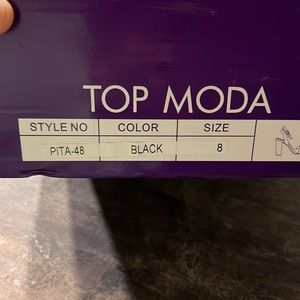 TOP MODA
STYLE NO COLOR SIZE
PITA-48 BLACK 8